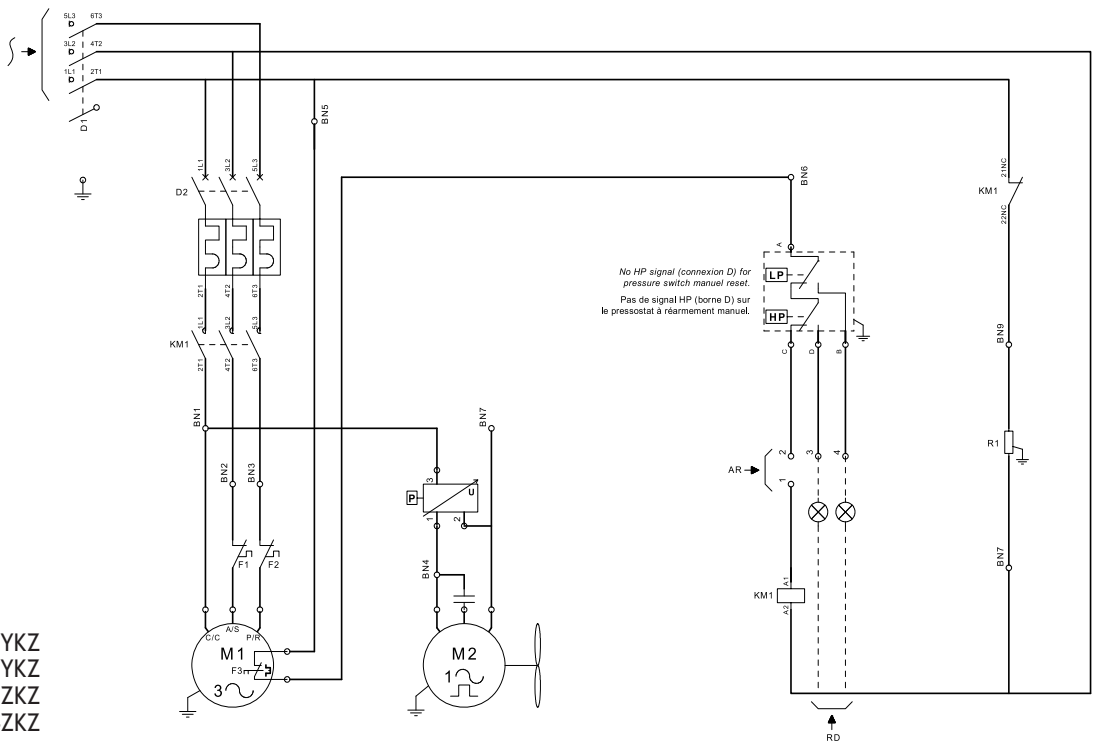 5L3 6T3
3L2 4T2
1L1 2T1
D1
BN5
1L1 3L2 5L3
D2
2T1 4T2 6T3
1L1 3L2 5L3
KM1
2T1 4T2 6T3
BN1
BN2 BN3
F1 F2
C/C A/S P/R
M1
F3
3
BN7
3
P U
1 2
BN4
M2
1
BN6
A
No HP signal (connexion D) for
pressure switch manuel reset.
Pas de signal HP (borne D) sur
le pressostat à réarmement manuel.
LP
HP
C D B
AR
2 3 4
1
KM1
A1
A2
RD
21NC
KM1
22NC
BN9
R1
BN7
YKZ
YKZ
ZKZ
ZKZ